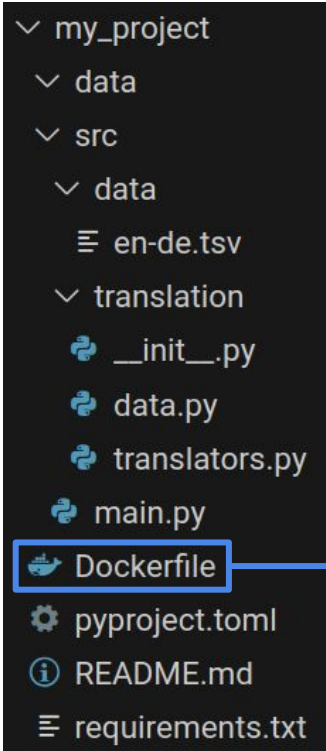 my_project
data
src
data
en-de.tsv
translation
__init__.py
data.py
translators.py
main.py
Dockerfile
pyproject.toml
README.md
requirements.txt